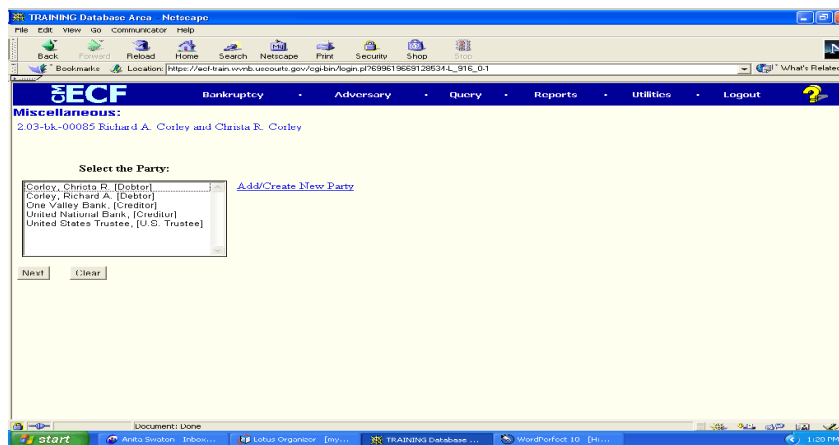 TRAINING Database Area - Netscape
File Edit View Go Communicator Help
Back Forward Reload Home Search Netscape Print Security Shop Stop
Bookmarks Location: https://ecf-train.wvnb.uscourts.gov/cgi-bin/login.pl?699619669128534-L_916_0-1 What's Related
CM ECF Bankruptcy · Adversary · Query · Reports · Utilities · Logout ?
Miscellaneous:
2:03-bk-00085 Richard A. Corley and Christa R. Corley
Select the Party:
Corley, Christa R. [Debtor] Add/Create New Party
Corley, Richard A. [Debtor]
One Valley Bank, [Creditor]
United National Bank, [Creditor]
United States Trustee, [U.S. Trustee]
Next Clear
Document: Done
start Anita Swaton Inbox... Lotus Organizer [my... TRAINING Database ... WordPerfect 10 [Hi... 1:20 PM